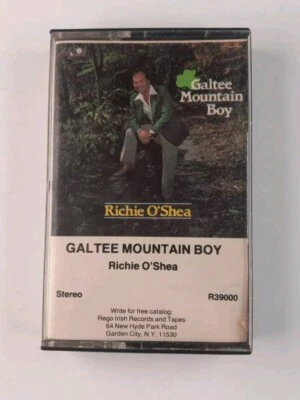 Galtee
Mountain
Boy
Richie O'Shea
GALTEE MOUNTAIN BOY
Richie O'Shea
Stereo R39000
Write for free catalog:
Rego Irish Records and Tapes
64 New Hyde Park Road
Garden City, N.Y. 11530